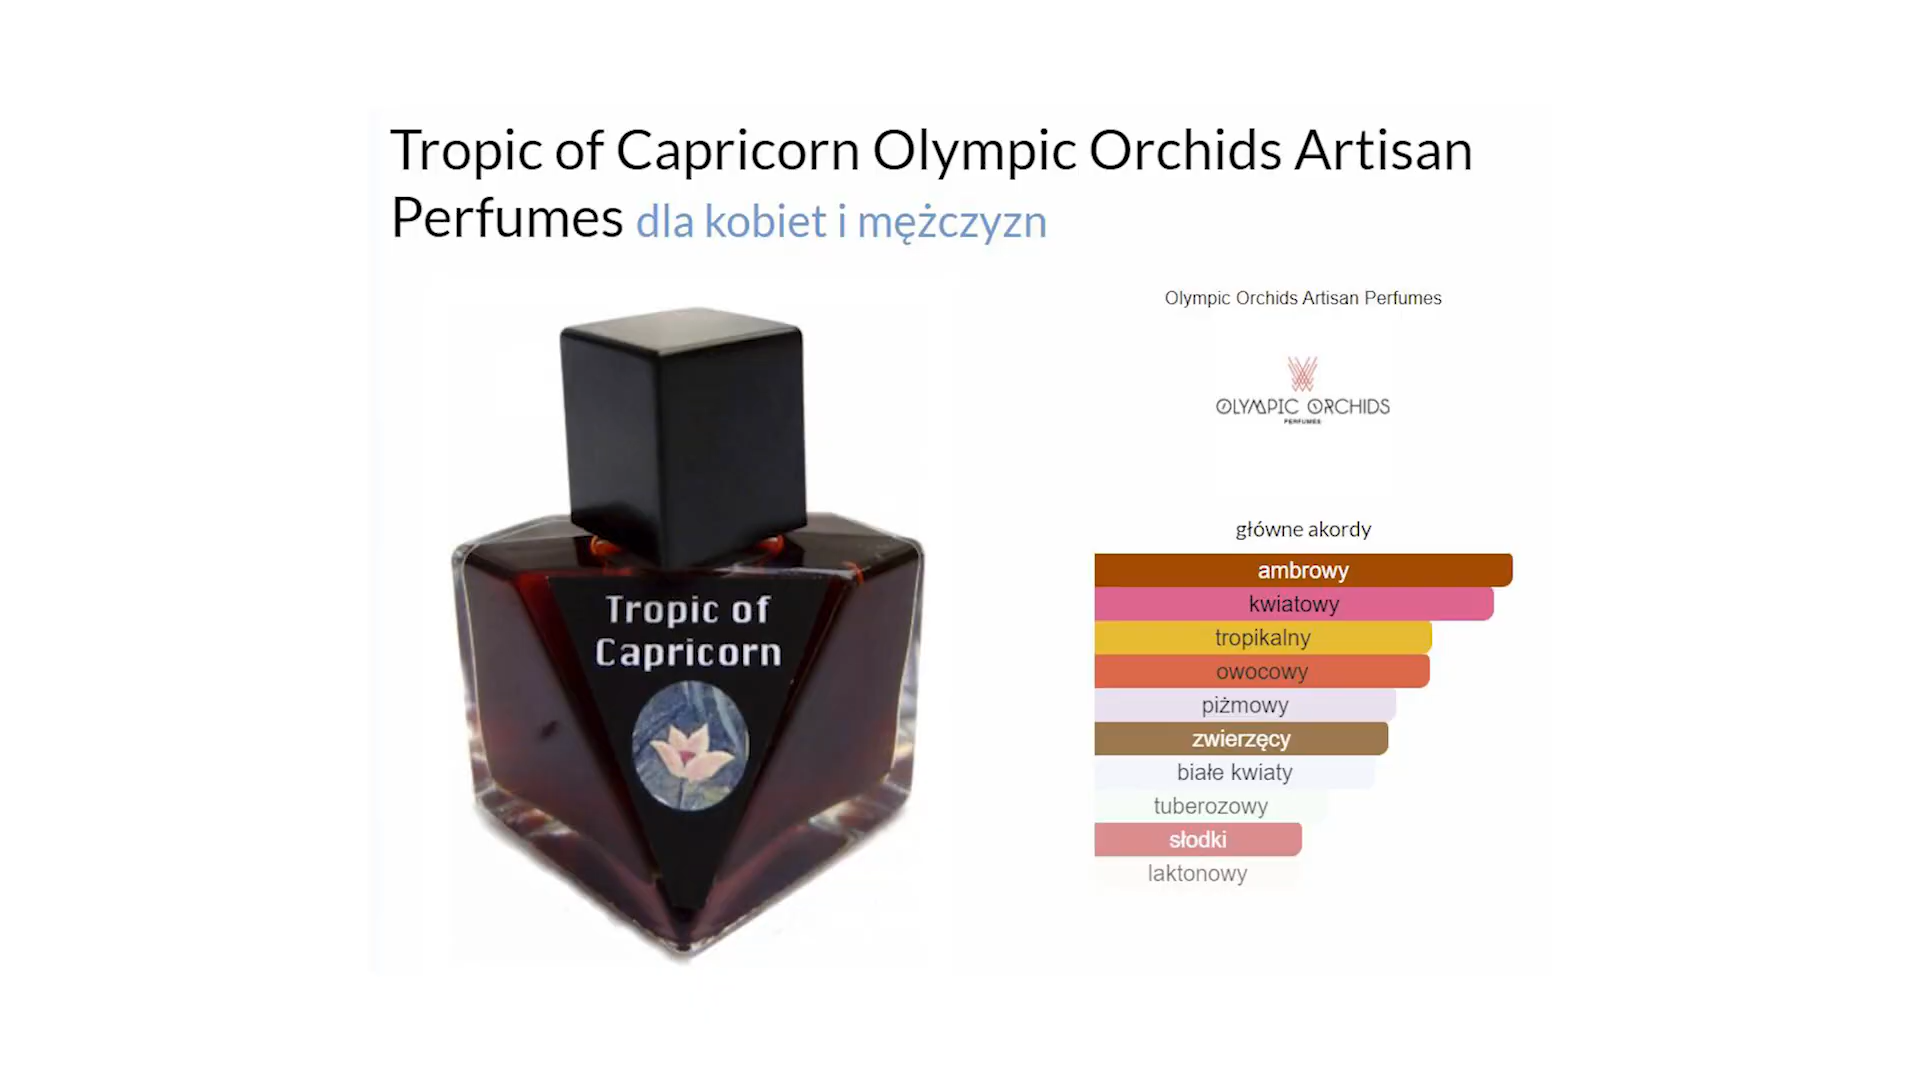 Tropic of Capricorn Olympic Orchids Artisan
Perfumes dla kobiet i mężczyzn
Olympic Orchids Artisan Perfumes
OLYMPIC ORCHIDS
PERFUMES
główne akordy
ambrowy
kwiatowy
tropikalny
owocowy
piżmowy
zwierzęcy
białe kwiaty
tuberozowy
słodki
laktonowy
Tropic of
Capricorn